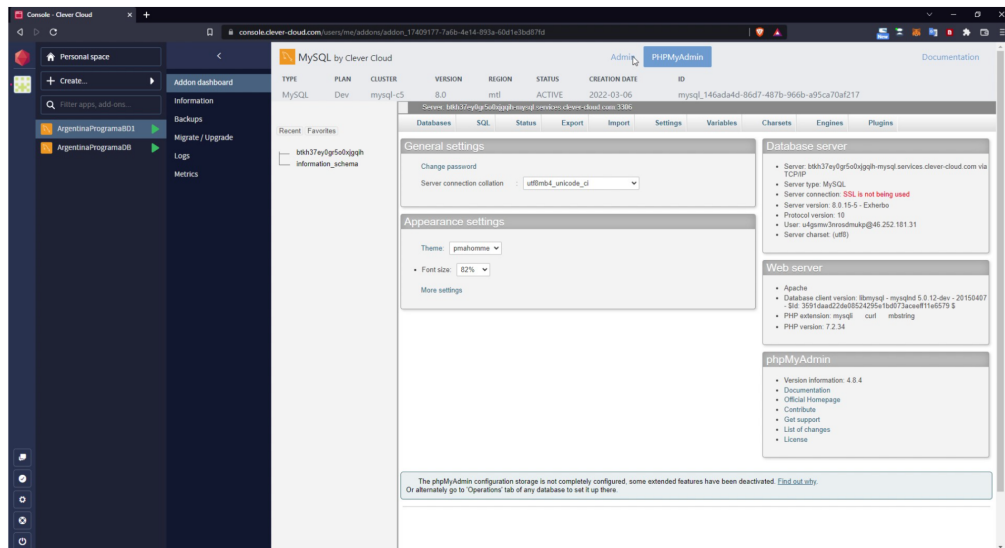 Console - Clever Cloud
console.clever-cloud.com/users/me/addons/addon_17409177-7a6b-4e14-893a-60d1e3bd87fd
New
Personal space
Create...
Filter apps, add-ons...
ArgentinaProgramaBD1
ArgentinaProgramaDB
Addon dashboard
Information
Backups
Migrate / Upgrade
Logs
Metrics
MySQL by Clever Cloud
Admin
PHPMyAdmin
Documentation
TYPE PLAN CLUSTER VERSION REGION STATUS CREATION DATE ID
MySQL Dev mysql-c5 8.0 mtl ACTIVE 2022-03-06 mysql_146ada4d-86d7-487b-966b-a95ca70af217
Server: btkh37ey0gr5o0xjgqih-mysql.services.clever-cloud.com:3306
Databases SQL Status Export Import Settings Variables Charsets Engines Plugins
Recent Favorites
btkh37ey0gr5o0xjgqih
information_schema
General settings
Change password
Server connection collation : utf8mb4_unicode_ci
Appearance settings
Theme: pmahomme
Font size: 82%
More settings
Database server
Server: btkh37ey0gr5o0xjgqih-mysql.services.clever-cloud.com via
TCP/IP
Server type: MySQL
Server connection: SSL is not being used
Server version: 8.0.15-5 - Exherbo
Protocol version: 10
User: u4gsmw3nrosdmukp@46.252.181.31
Server charset: (utf8)
Web server
Apache
Database client version: libmysql - mysqlnd 5.0.12-dev - 20150407
- $Id: 3591daad22de08524295e1bd073aceeff11e6579 $
PHP extension: mysqli curl mbstring
PHP version: 7.2.34
phpMyAdmin
Version information: 4.8.4
Documentation
Official Homepage
Contribute
Get support
List of changes
License
The phpMyAdmin configuration storage is not completely configured, some extended features have been deactivated. Find out why.
Or alternately go to 'Operations' tab of any database to set it up there.